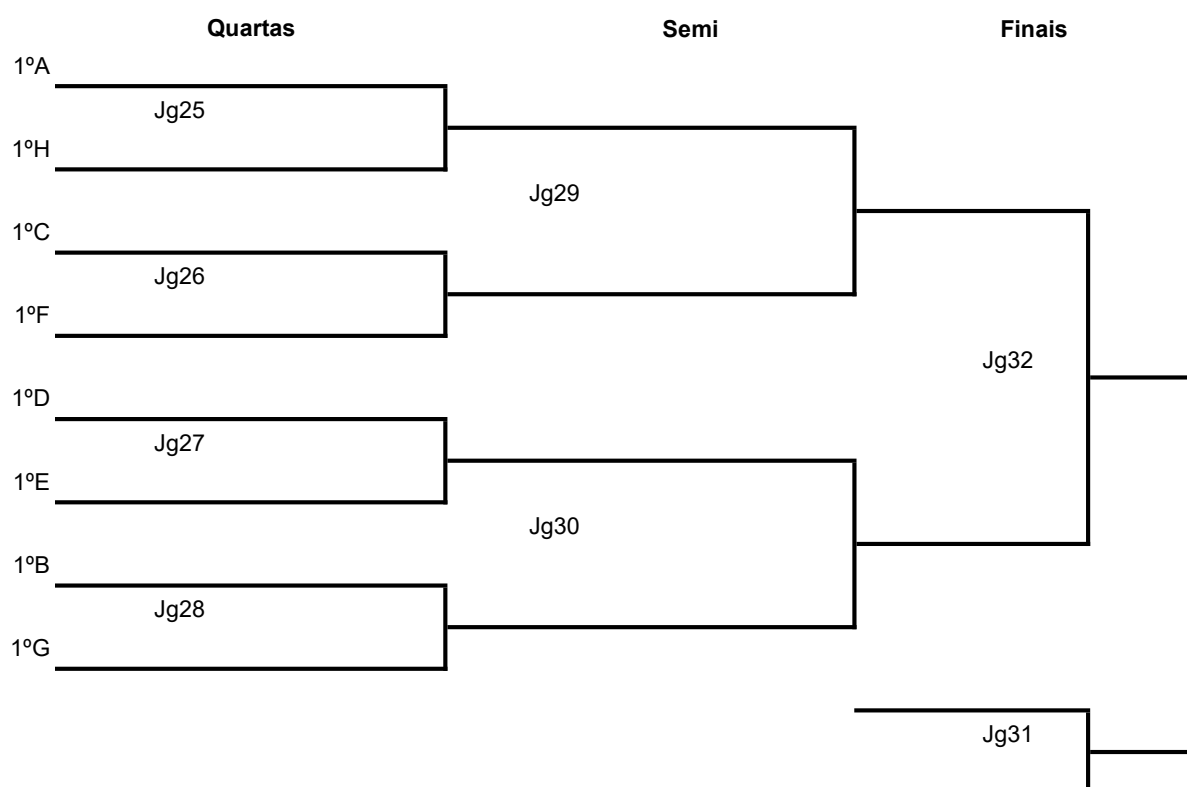 Quartas Semi Finais
1ºA
Jg25
1ºH
Jg29
1ºC
Jg26
1ºF
Jg32
1ºD
Jg27
1ºE
Jg30
1ºB
Jg28
1ºG
Jg31